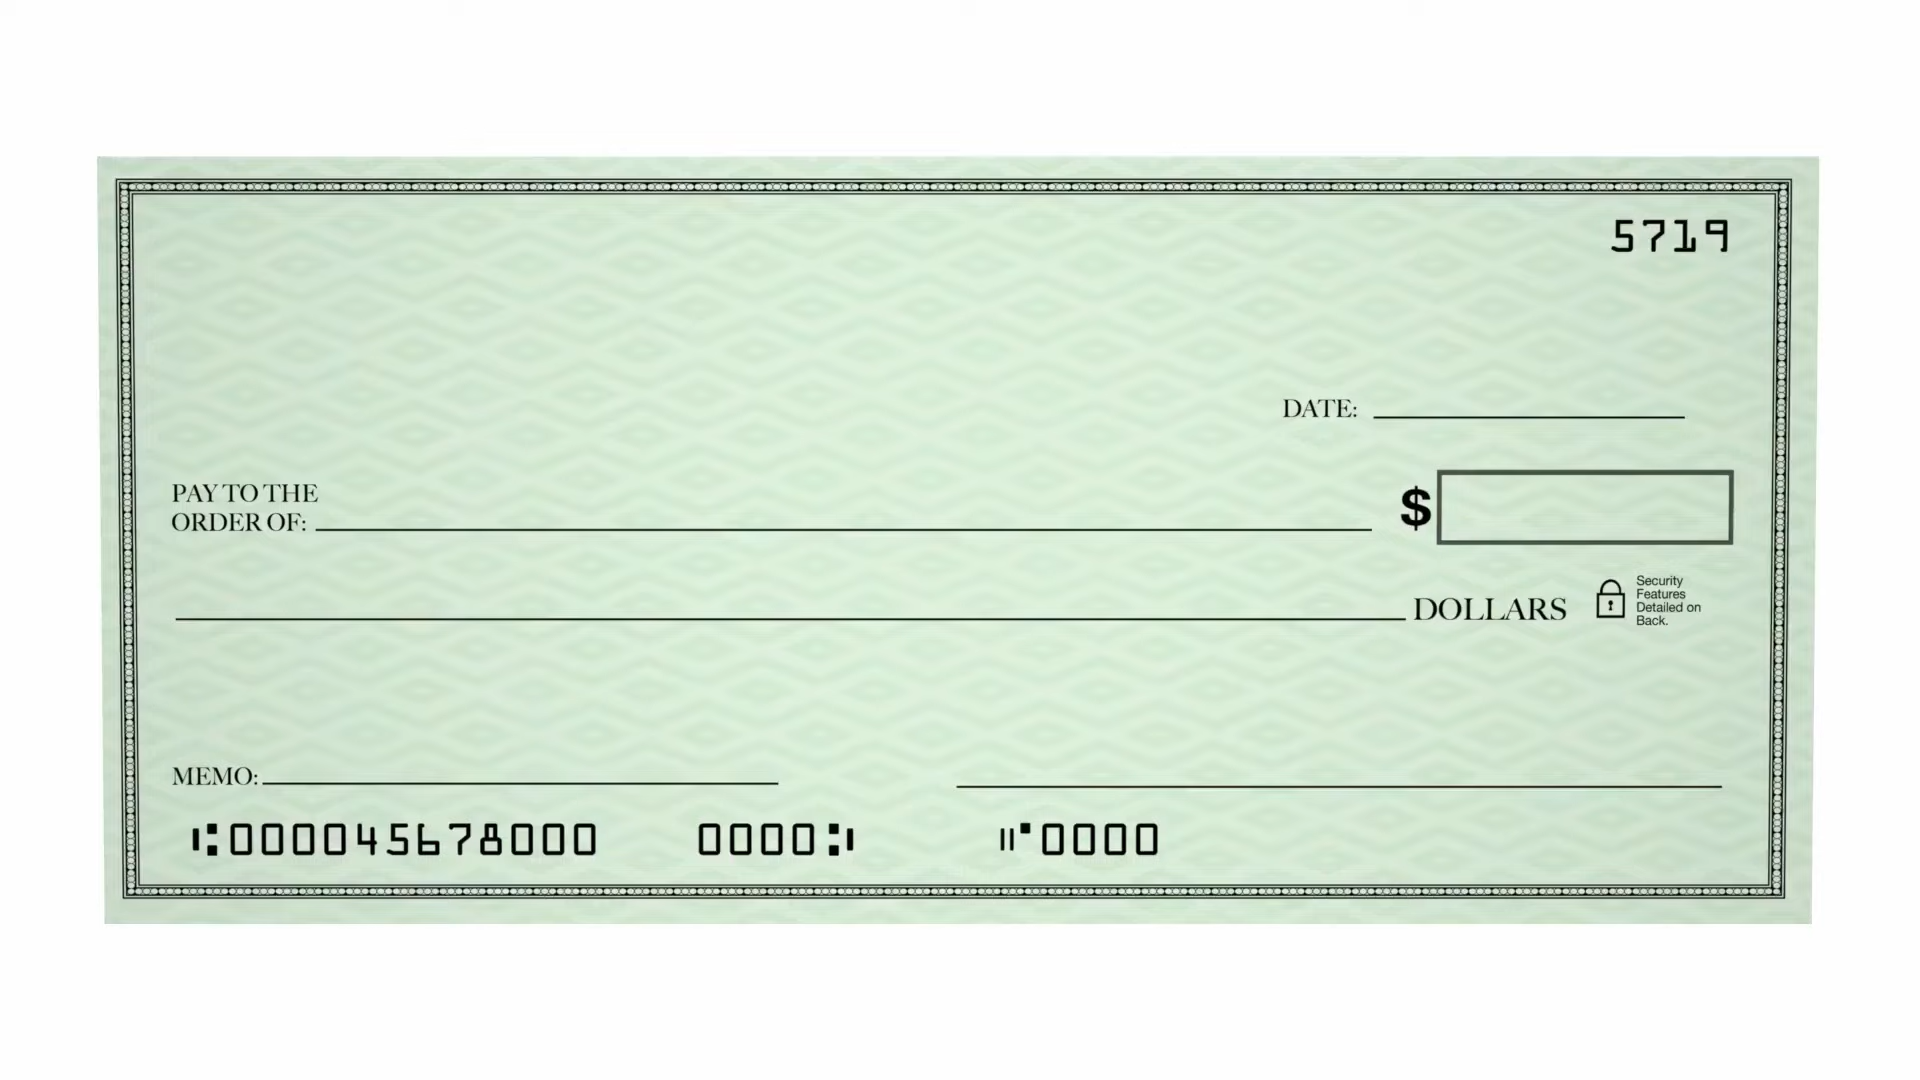 5719
DATE:
PAY TO THE
ORDER OF:
$
DOLLARS
Security
Features
Detailed on
Back.
MEMO:
⑆000045678000 0000⑆ ⑈0000